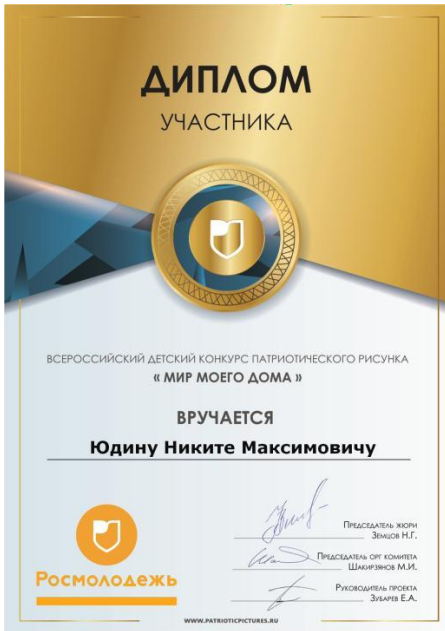 ДИПЛОМ
УЧАСТНИКА
ВСЕРОССИЙСКИЙ ДЕТСКИЙ КОНКУРС ПАТРИОТИЧЕСКОГО РИСУНКА
« МИР МОЕГО ДОМА »
ВРУЧАЕТСЯ
Юдину Никите Максимовичу
Росмолодежь
Председатель жюри
Земцов Н.Г.
Председатель орг комитета
Шакирзянов М.И.
Руководитель проекта
Зубарев Е.А.
WWW.PATRIOTICPICTURES.RU